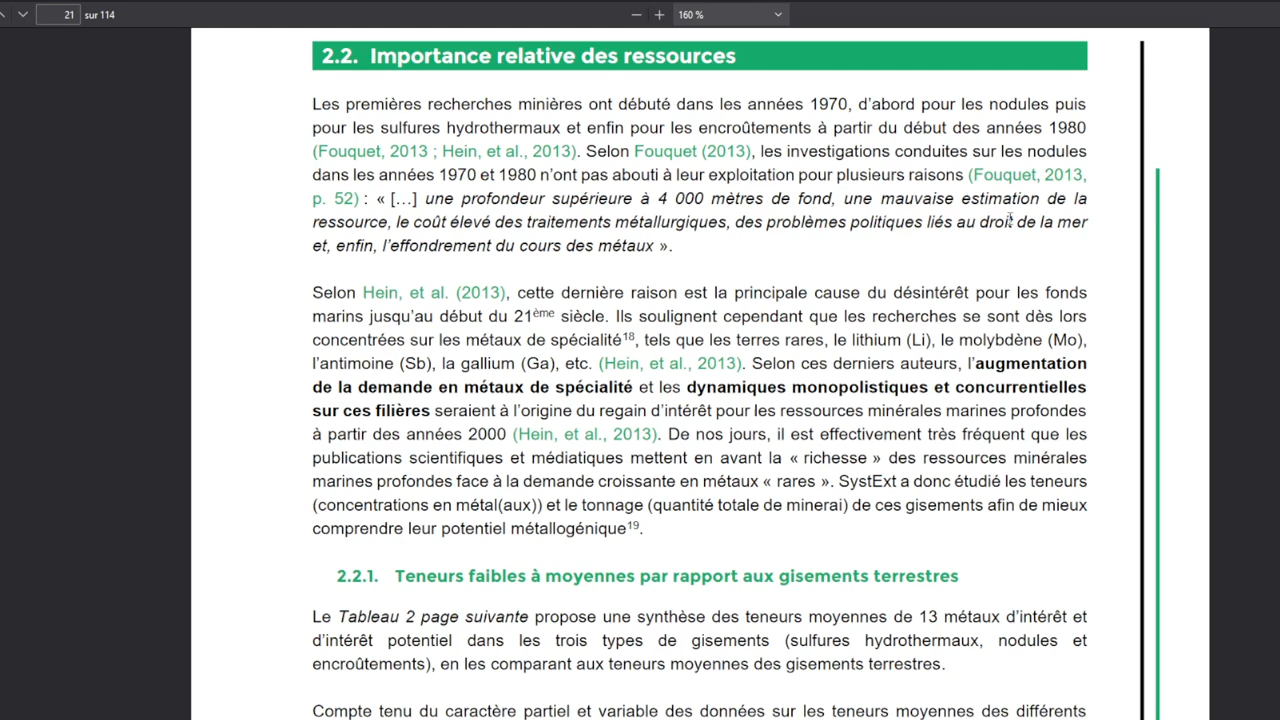 21 sur 114 160 %
2.2. Importance relative des ressources
Les premières recherches minières ont débuté dans les années 1970, d’abord pour les nodules puis
pour les sulfures hydrothermaux et enfin pour les encroûtements à partir du début des années 1980
(Fouquet, 2013 ; Hein, et al., 2013). Selon Fouquet (2013), les investigations conduites sur les nodules
dans les années 1970 et 1980 n’ont pas abouti à leur exploitation pour plusieurs raisons (Fouquet, 2013,
p. 52) : « […] une profondeur supérieure à 4 000 mètres de fond, une mauvaise estimation de la
ressource, le coût élevé des traitements métallurgiques, des problèmes politiques liés au droit de la mer
et, enfin, l’effondrement du cours des métaux ».
Selon Hein, et al. (2013), cette dernière raison est la principale cause du désintérêt pour les fonds
marins jusqu’au début du 21ème siècle. Ils soulignent cependant que les recherches se sont dès lors
concentrées sur les métaux de spécialité18, tels que les terres rares, le lithium (Li), le molybdène (Mo),
l’antimoine (Sb), la gallium (Ga), etc. (Hein, et al., 2013). Selon ces derniers auteurs, l’augmentation
de la demande en métaux de spécialité et les dynamiques monopolistiques et concurrentielles
sur ces filières seraient à l’origine du regain d’intérêt pour les ressources minérales marines profondes
à partir des années 2000 (Hein, et al., 2013). De nos jours, il est effectivement très fréquent que les
publications scientifiques et médiatiques mettent en avant la « richesse » des ressources minérales
marines profondes face à la demande croissante en métaux « rares ». SystExt a donc étudié les teneurs
(concentrations en métal(aux)) et le tonnage (quantité totale de minerai) de ces gisements afin de mieux
comprendre leur potentiel métallogénique19.
2.2.1. Teneurs faibles à moyennes par rapport aux gisements terrestres
Le Tableau 2 page suivante propose une synthèse des teneurs moyennes de 13 métaux d’intérêt et
d’intérêt potentiel dans les trois types de gisements (sulfures hydrothermaux, nodules et
encroûtements), en les comparant aux teneurs moyennes des gisements terrestres.
Compte tenu du caractère partiel et variable des données sur les teneurs moyennes des différents